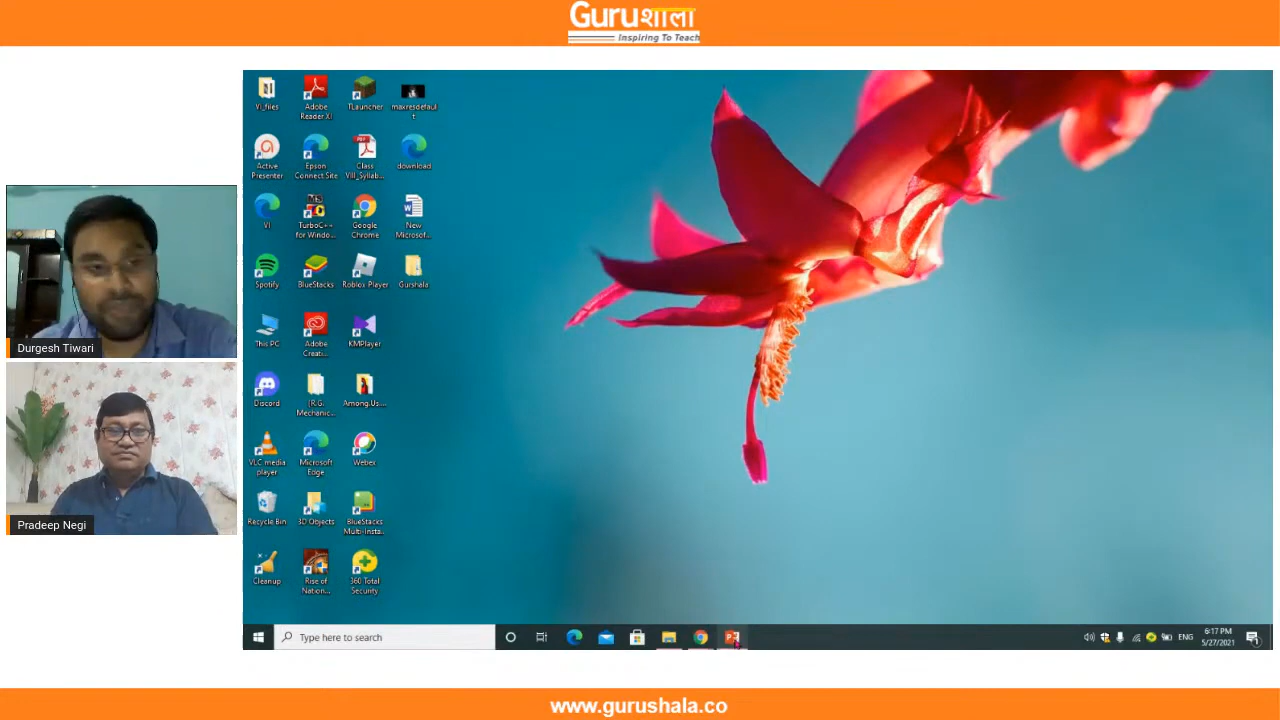 Guruशाला
Inspiring To Teach
Vi_files
Adobe
Reader XI
TLauncher
maxresdefaul
t
Active
Presenter
Epson
Connect Site
PDF
Class
VIII_Syllab...
download
VI
MS
TurboC++
for Windo...
Google
Chrome
New
Microsof...
Spotify
BlueStacks
Roblox Player
Gurshala
This PC
Adobe
Creati...
KMPlayer
Discord
[R.G.
Mechanic...
Among.Us....
VLC media
player
Microsoft
Edge
Webex
Recycle Bin
3D Objects
BlueStacks
Multi-Insta..
Cleanup
Rise of
Nation...
360 Total
Security
Durgesh Tiwari
Pradeep Negi
Type here to search
ENG
6:17 PM
5/27/2021
www.gurushala.co